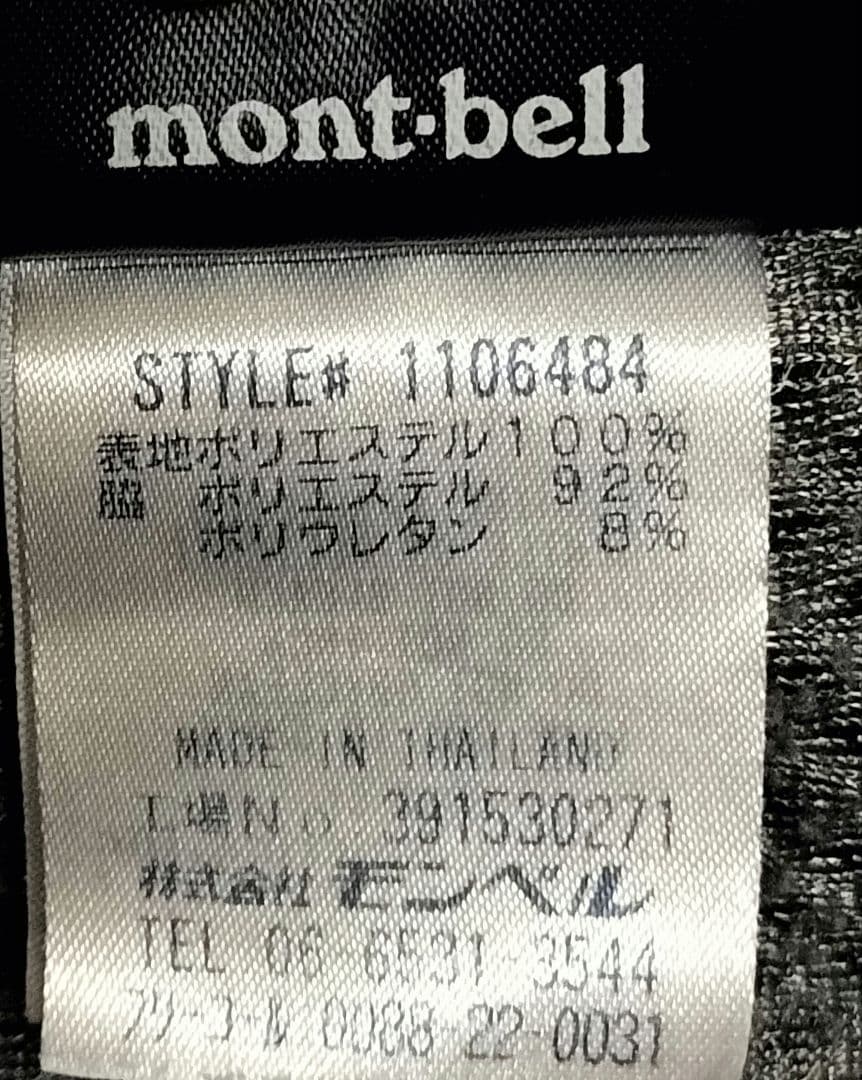 mont·bell
STYLE# 1106484
表地ポリエステル100%
脇 ポリエステル 92%
ポリウレタン 8%
MADE IN THAILAND
工場No. 391530271
株式会社モンベル
TEL 06-6531-3544
フリーコール 0088-22-0031